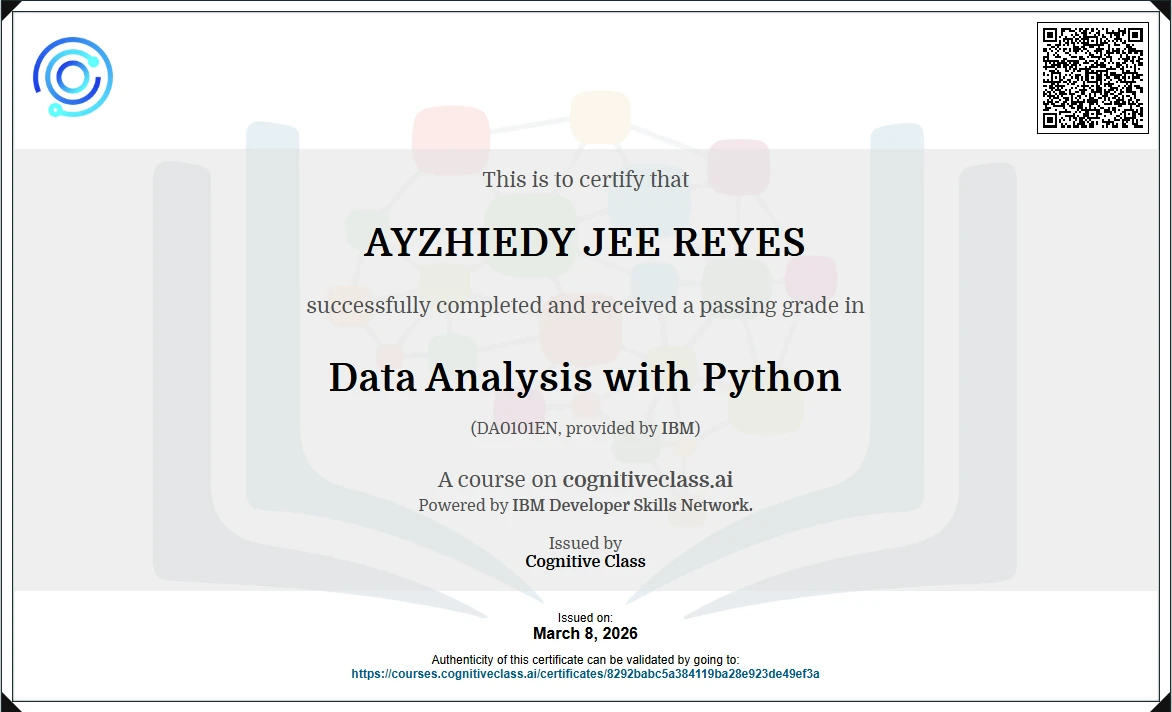 This is to certify that
AYZHIEDY JEE REYES
successfully completed and received a passing grade in
Data Analysis with Python
(DA0101EN, provided by IBM)
A course on cognitiveclass.ai
Powered by IBM Developer Skills Network.
Issued by
Cognitive Class
Issued on:
March 8, 2026
Authenticity of this certificate can be validated by going to:
https://courses.cognitiveclass.ai/certificates/8292babc5a384119ba28e923de49ef3a